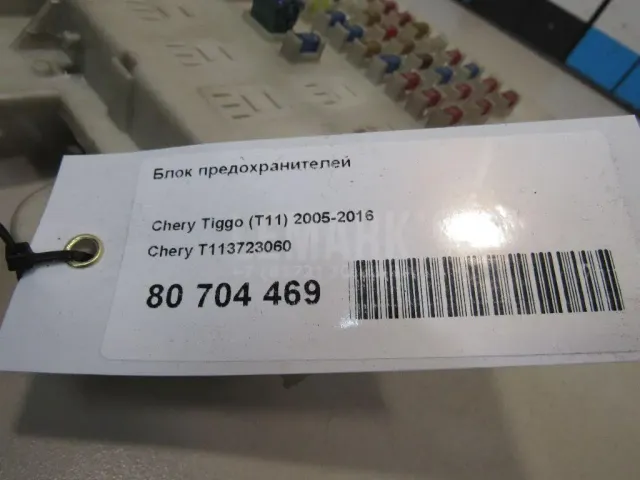 Блок предохранителей
Chery Tiggo (T11) 2005-2016
Chery T113723060
80 704 469